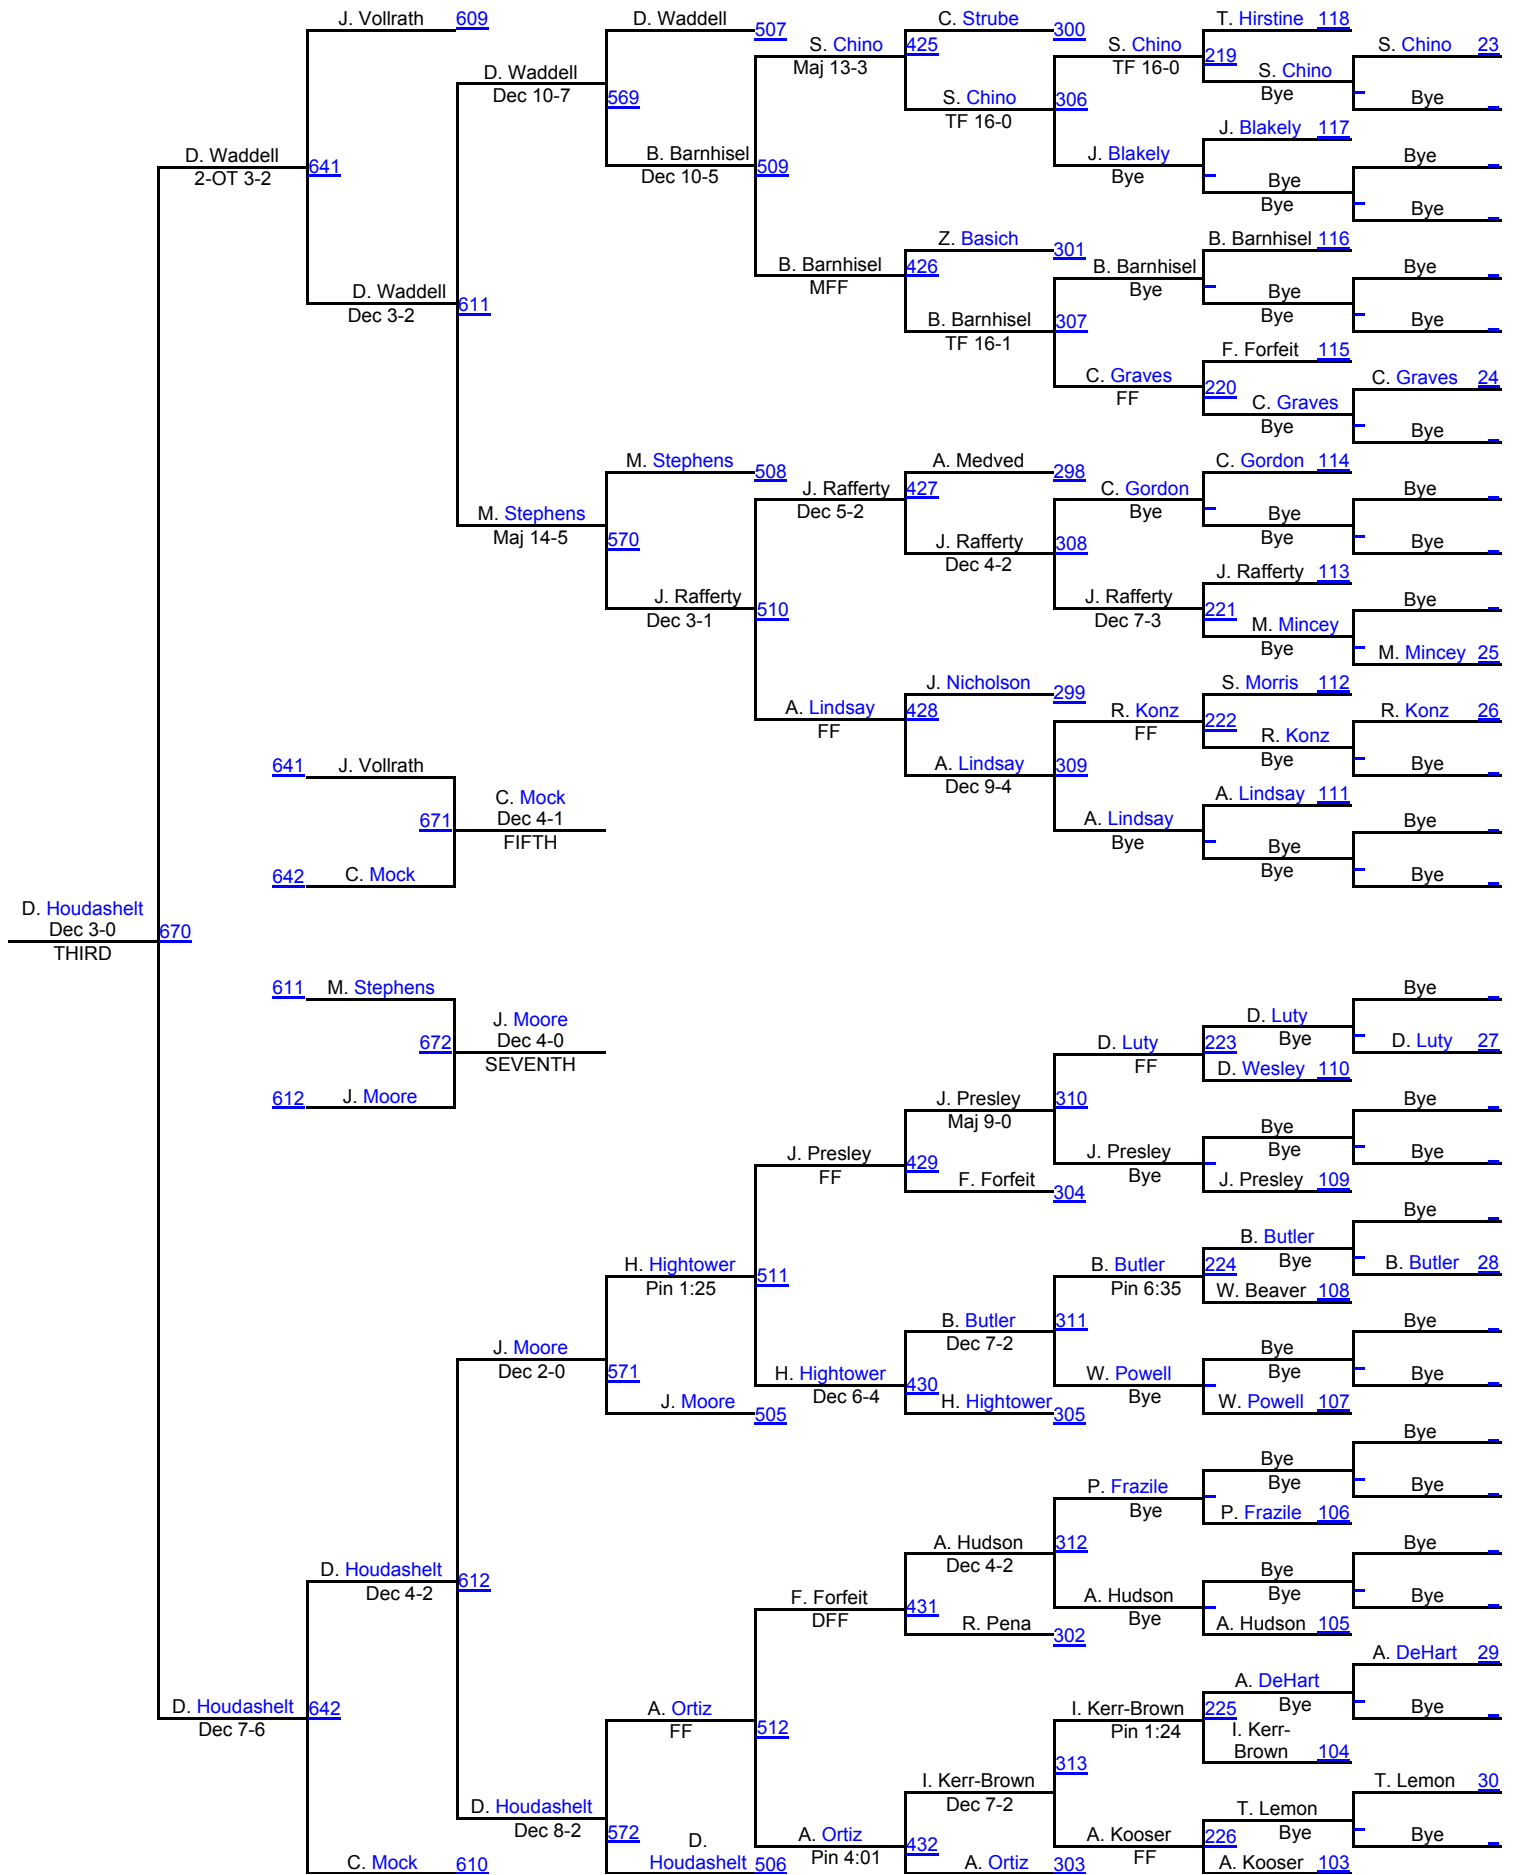 J. Vollrath 609
D. Waddell 507
C. Strube 300
T. Hirstine 118
S. Chino 23
S. Chino 425
Maj 13-3
S. Chino 219
TF 16-0
S. Chino
Bye
Bye
D. Waddell
Dec 10-7
569
S. Chino 306
TF 16-0
J. Blakely 117
J. Blakely
Bye
Bye
Bye
Bye
Bye
D. Waddell
2-OT 3-2
641
B. Barnhisel
Dec 10-5
509
Z. Basich 301
B. Barnhisel 116
B. Barnhisel 426
MFF
B. Barnhisel
Bye
Bye
Bye
Bye
Bye
D. Waddell
Dec 3-2
611
B. Barnhisel 307
TF 16-1
F. Forfeit 115
C. Graves
FF
220
C. Graves
Bye
C. Graves 24
Bye
M. Stephens 508
A. Medved 298
C. Gordon 114
J. Rafferty 427
Dec 5-2
C. Gordon
Bye
Bye
Bye
Bye
Bye
M. Stephens
Maj 14-5
570
J. Rafferty 308
Dec 4-2
J. Rafferty 113
J. Rafferty
Dec 3-1
510
J. Rafferty
Dec 7-3
221
M. Mincey
Bye
Bye
M. Mincey 25
J. Nicholson 299
S. Morris 112
A. Lindsay 428
FF
R. Konz
FF
222
R. Konz
Bye
R. Konz 26
Bye
641 J. Vollrath
A. Lindsay 309
Dec 9-4
A. Lindsay 111
C. Mock
671 Dec 4-1
FIFTH
A. Lindsay
Bye
Bye
Bye
Bye
Bye
642 C. Mock
D. Houdashelt
Dec 3-0
THIRD
670
611 M. Stephens
J. Moore
672 Dec 4-0
SEVENTH
612 J. Moore
D. Luty
FF
223
D. Luty
Bye
Bye
D. Luty 27
D. Wesley 110
J. Presley
Maj 9-0
310
J. Presley
Bye
Bye
Bye
Bye
Bye
J. Presley
FF
429
F. Forfeit 304
J. Presley 109
H. Hightower
Pin 1:25
511
B. Butler
Pin 6:35
224
B. Butler
Bye
Bye
B. Butler 28
W. Beaver 108
B. Butler
Dec 7-2
311
J. Moore
Dec 2-0
571
H. Hightower
Dec 6-4
430
W. Powell
Bye
Bye
Bye
Bye
Bye
J. Moore 505
H. Hightower 305
W. Powell 107
P. Frazile
Bye
Bye
Bye
Bye
Bye
P. Frazile 106
D. Houdashelt
Dec 4-2
612
A. Hudson
Dec 4-2
312
F. Forfeit
DFF
431
A. Hudson
Bye
Bye
Bye
Bye
Bye
R. Pena 302
A. Hudson 105
D. Houdashelt
Dec 7-6
642
A. Ortiz
FF
512
I. Kerr-Brown
Pin 1:24
225
A. DeHart
Bye
A. DeHart 29
Bye
I. Kerr-
Brown 104
D. Houdashelt
Dec 8-2
572
I. Kerr-Brown
Dec 7-2
313
A. Ortiz
Pin 4:01
432
A. Kooser
FF
226
T. Lemon
Bye
T. Lemon 30
Bye
C. Mock 610
D.
Houdashelt 506
A. Ortiz 303
A. Kooser 103